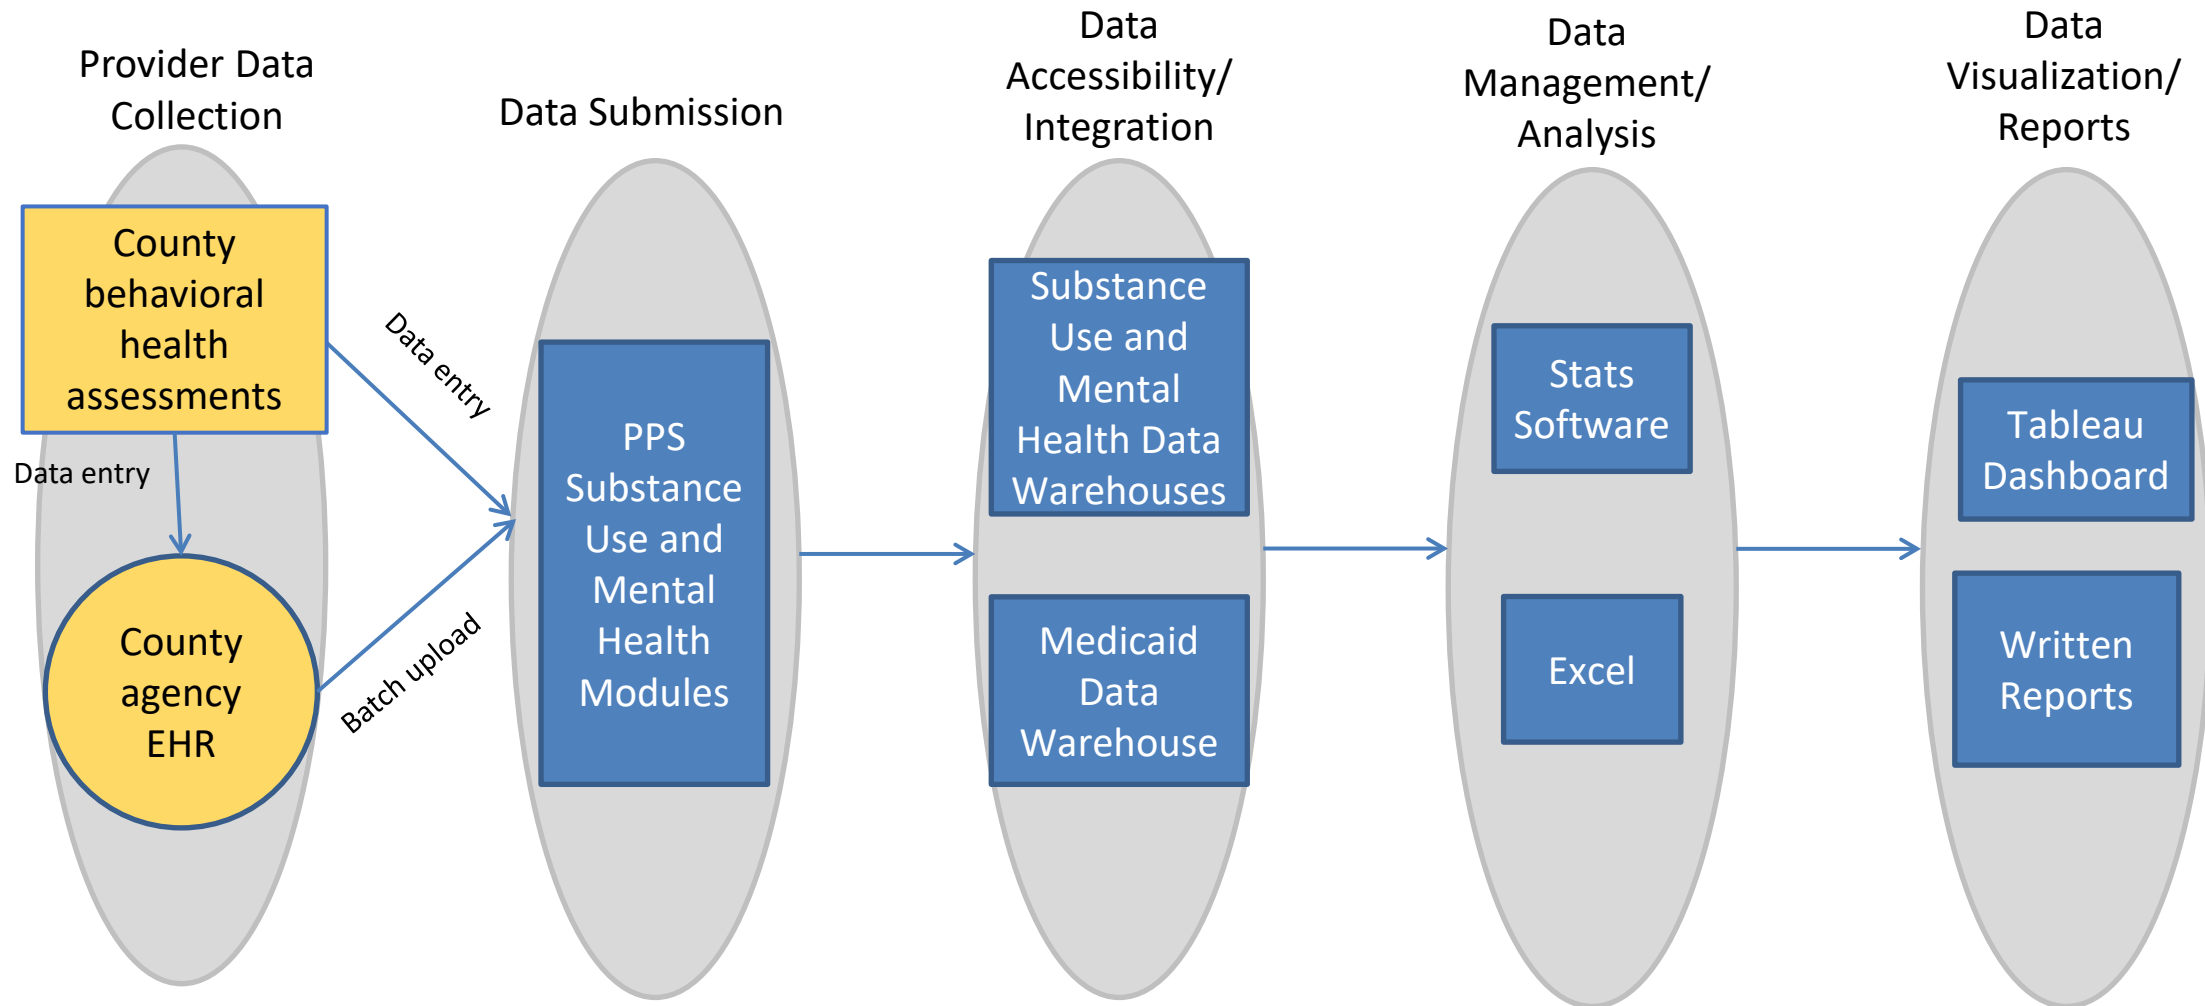 Provider Data
Collection
County
behavioral
health
assessments
Data entry
County
agency
EHR
Data entry
Batch upload
Data Submission
PPS
Substance
Use and
Mental
Health
Modules
Data
Accessibility/
Integration
Substance
Use and
Mental
Health Data
Warehouses
Medicaid
Data
Warehouse
Data
Management/
Analysis
Stats
Software
Excel
Data
Visualization/
Reports
Tableau
Dashboard
Written
Reports